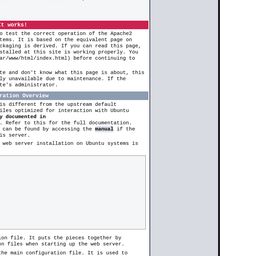 It works!
o test the correct operation of the Apache2
tems. It is based on the equivalent page on
ckaging is derived. If you can read this page,
stalled at this site is working properly. You
ar/www/html/index.html) before continuing to
te and don't know what this page is about, this
ly unavailable due to maintenance. If the
te's administrator.
ration Overview
is different from the upstream default
iles optimized for interaction with Ubuntu
y documented in
. Refer to this for the full documentation.
can be found by accessing the manual if the
is server.
web server installation on Ubuntu systems is
ion file. It puts the pieces together by
on files when starting up the web server.
he main configuration file. It is used to